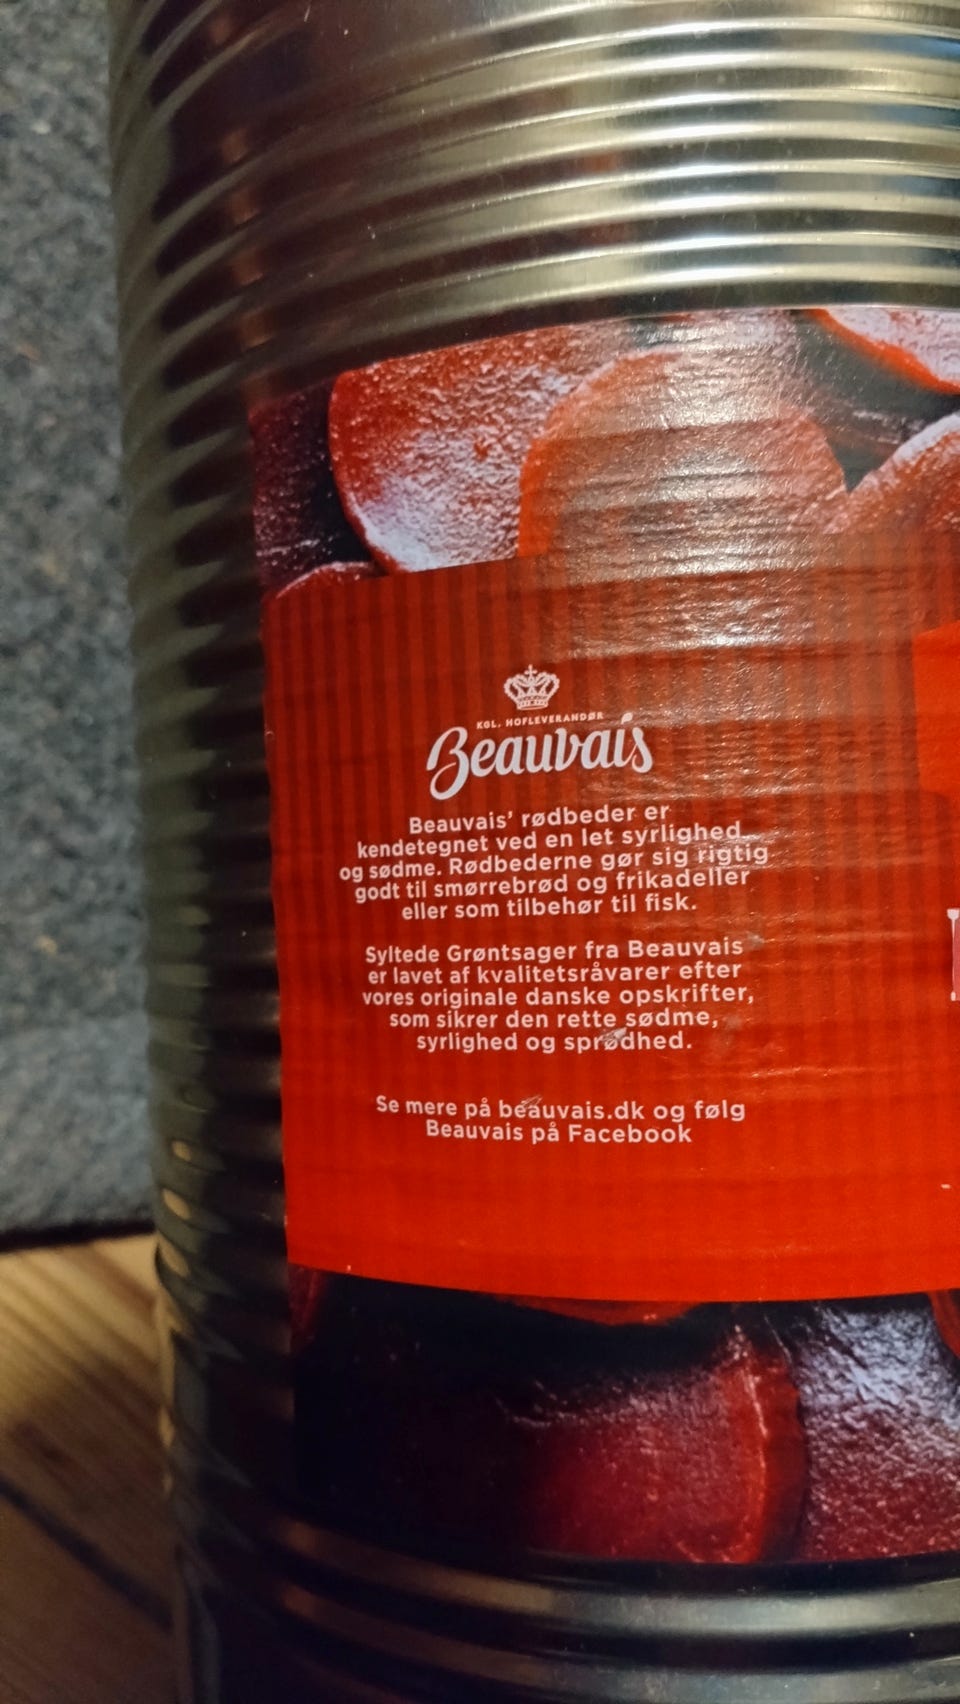 KGL. HOFLEVERANDØR
Beauvais
Beauvais' rødbeder er
kendetegnet ved en let syrlighed
og sødme. Rødbederne gør sig rigtig
godt til smørrebrød og frikadeller
eller som tilbehør til fisk.
Syltede Grøntsager fra Beauvais
er lavet af kvalitetsråvarer efter
vores originale danske opskrifter,
som sikrer den rette sødme,
syrlighed og sprødhed.
Se mere på beauvais.dk og følg
Beauvais på Facebook